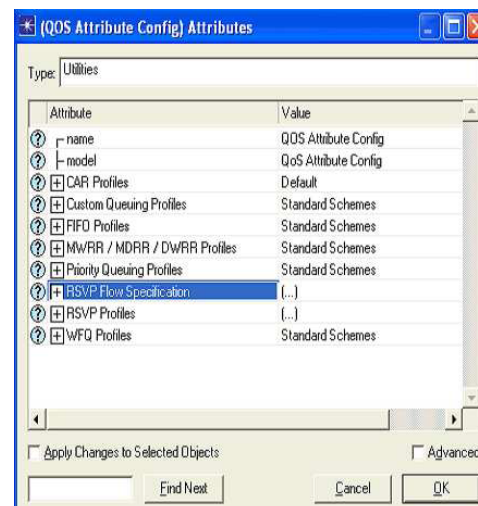 (QOS Attribute Config) Attributes
Type: Utilities
Attribute Value
name QOS Attribute Config
model QoS Attribute Config
CAR Profiles Default
Custom Queuing Profiles Standard Schemes
FIFO Profiles Standard Schemes
MWRR / MDRR / DWRR Profiles Standard Schemes
Priority Queuing Profiles Standard Schemes
RSVP Flow Specification (...)
RSVP Profiles (...)
WFQ Profiles Standard Schemes
Apply Changes to Selected Objects Advanced
Find Next Cancel OK